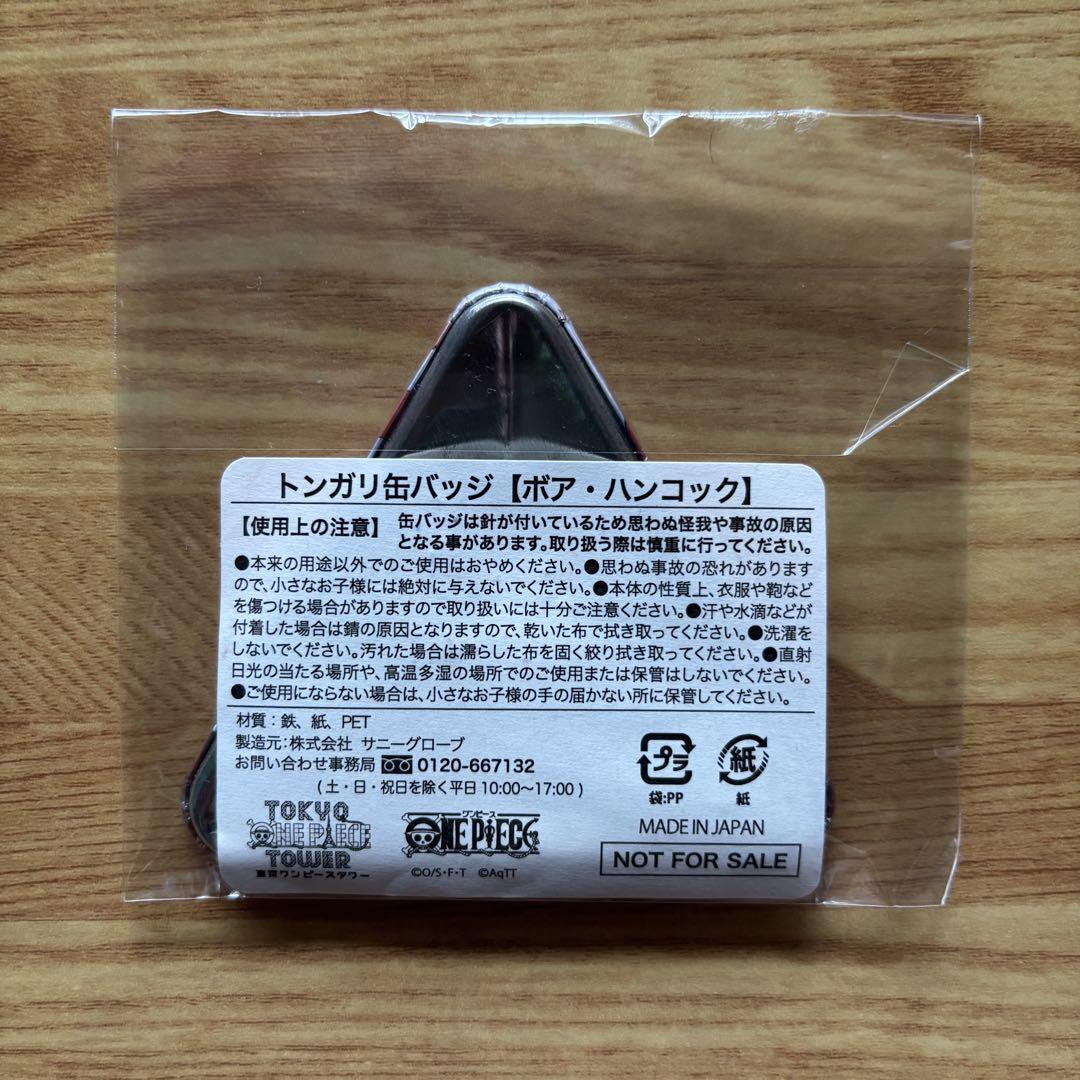 トンガリ缶バッジ【ボア・ハンコック】
【使用上の注意】 缶バッジは針が付いているため思わぬ怪我や事故の原因
となる事があります。取り扱う際は慎重に行ってください。
●本来の用途以外でのご使用はおやめください。●思わぬ事故の恐れがあります
ので、小さなお子様には絶対に与えないでください。●本体の性質上、衣服や鞄など
を傷つける場合がありますので取り扱いには十分ご注意ください。●汗や水滴などが
付着した場合は錆の原因となりますので、乾いた布で拭き取ってください。●洗濯を
しないでください。汚れた場合は濡らした布を固く絞り拭き取ってください。●直射
日光の当たる場所や、高温多湿の場所でのご使用または保管はしないでください。
●ご使用にならない場合は、小さなお子様の手の届かない所に保管してください。
材質：鉄、紙、PET
製造元：株式会社 サニーグローブ
お問い合わせ事務局 0120-667132
(土・日・祝日を除く平日 10:00～17:00)
プラ
袋:PP
紙
紙
TOKYO
ONE PIECE
TOWER
東京ワンピースタワー
ワンピース
ONE PIECE
©O/S・F・T ©AqTT
MADE IN JAPAN
NOT FOR SALE